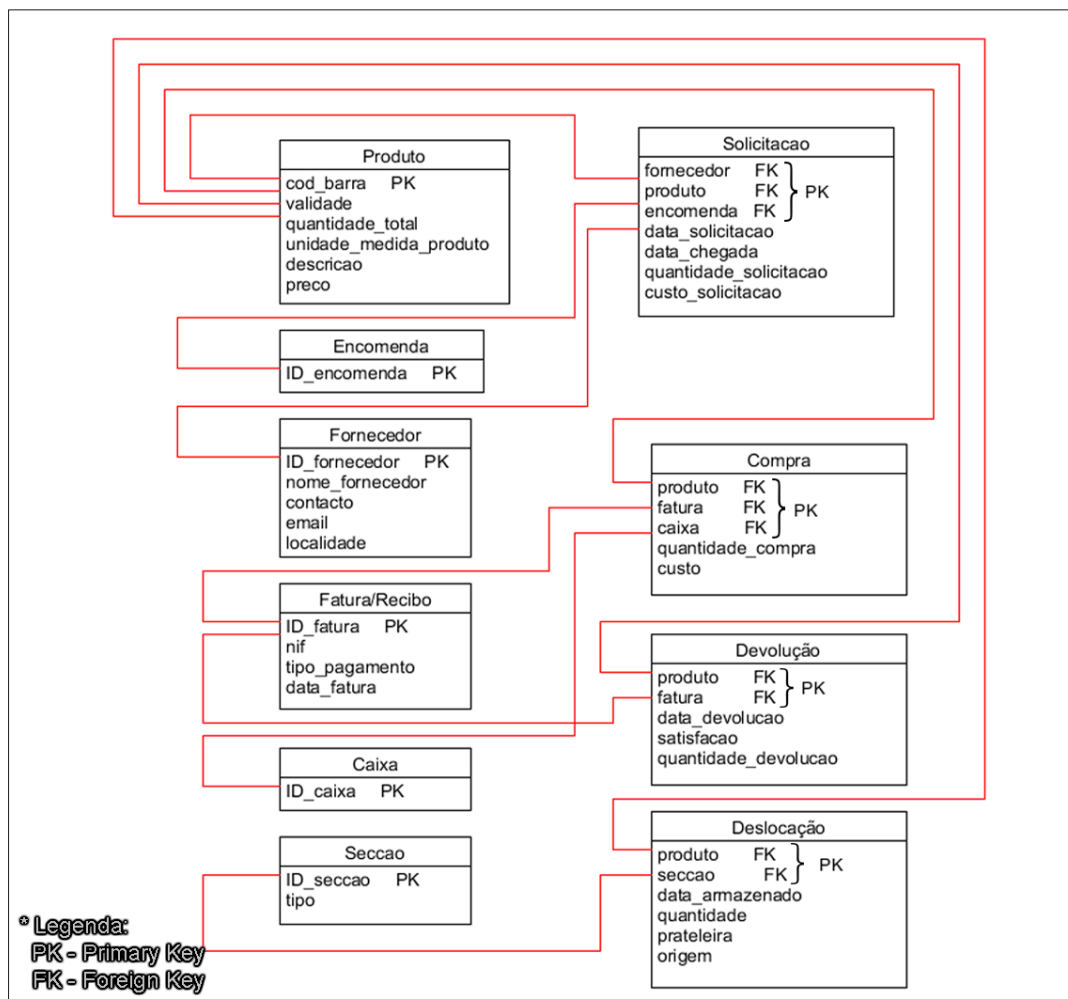 Produto
cod_barra PK
validade
quantidade_total
unidade_medida_produto
descricao
preco
Solicitacao
fornecedor FK
produto FK PK
encomenda FK
data_solicitacao
data_chegada
quantidade_solicitacao
custo_solicitacao
Encomenda
ID_encomenda PK
Fornecedor
ID_fornecedor PK
nome_fornecedor
contacto
email
localidade
Compra
produto FK
fatura FK PK
caixa FK
quantidade_compra
custo
Fatura/Recibo
ID_fatura PK
nif
tipo_pagamento
data_fatura
Devolução
produto FK PK
fatura FK
data_devolucao
satisfacao
quantidade_devolucao
Caixa
ID_caixa PK
Seccao
ID_seccao PK
tipo
Deslocação
produto FK PK
seccao FK
data_armazenado
quantidade
prateleira
origem
* Legenda:
PK - Primary Key
FK - Foreign Key